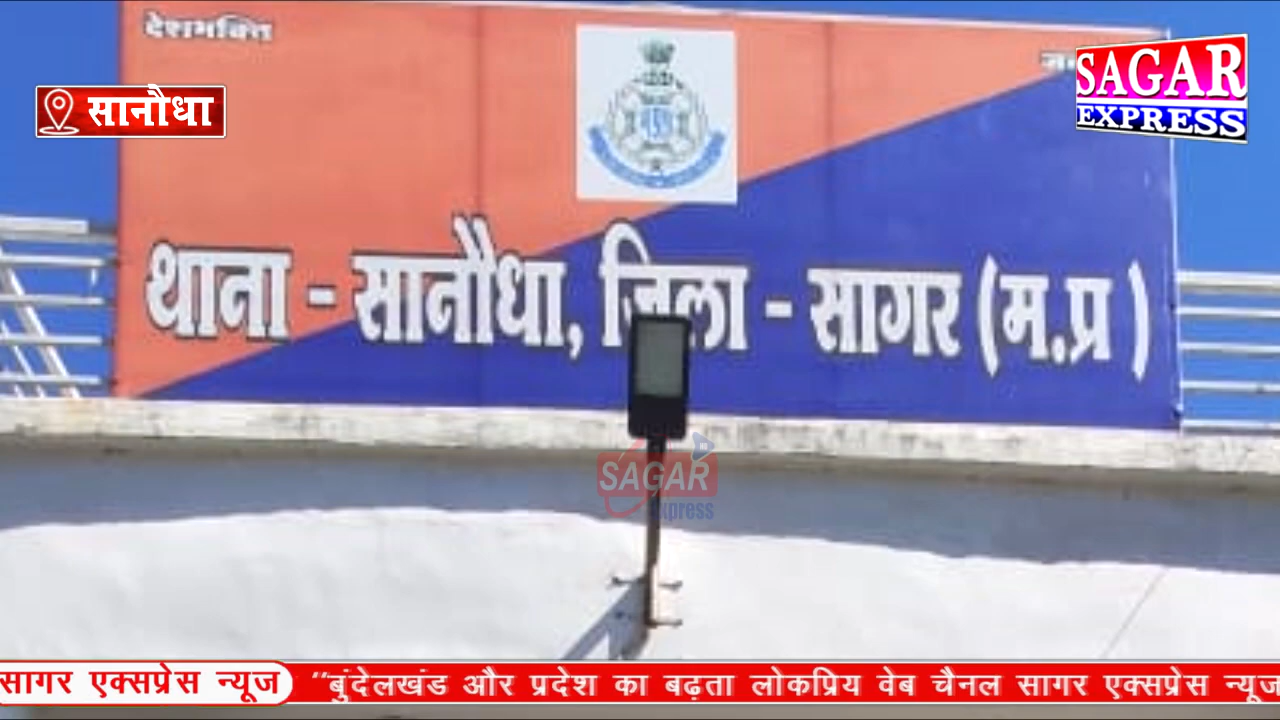 देशभक्ति
सानौधा
SAGAR
EXPRESS
थाना - सानौधा, जिला - सागर (म.प्र )
SAGAR
Express
सागर एक्सप्रेस न्यूज
"बुंदेलखंड और प्रदेश का बढ़ता लोकप्रिय वेब चैनल सागर एक्सप्रेस न्यूज